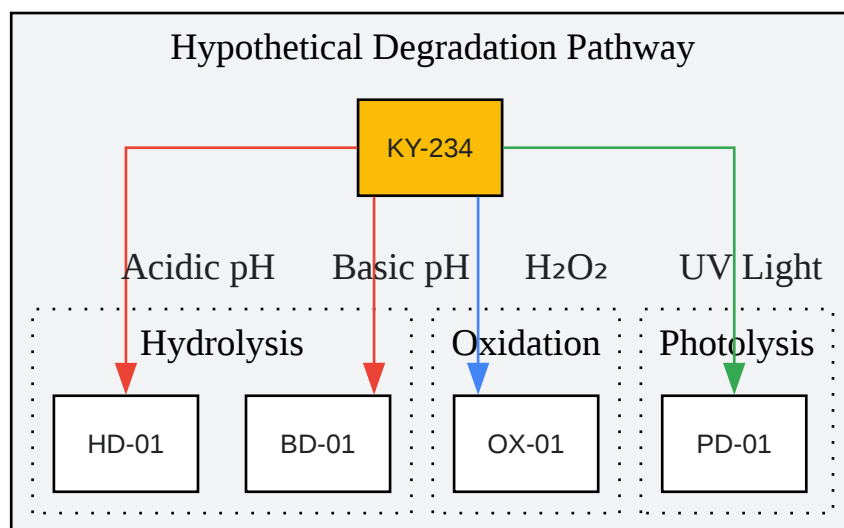 Hypothetical Degradation Pathway
KY-234
Acidic pH
Basic pH
H₂O₂
UV Light
Hydrolysis
Oxidation
Photolysis
HD-01
BD-01
OX-01
PD-01